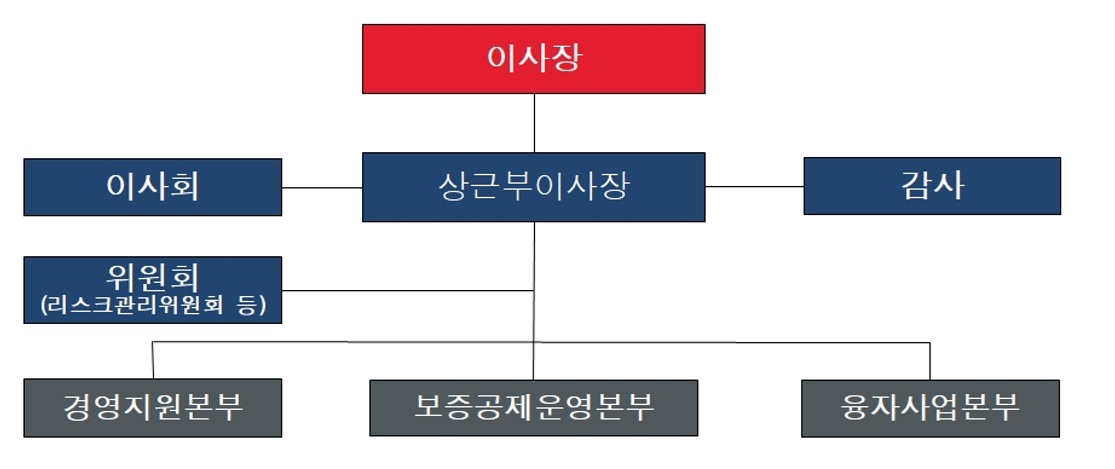 이사장
이사회
상근부이사장
감사
위원회
(리스크관리위원회 등)
경영지원본부
보증공제운영본부
융자사업본부